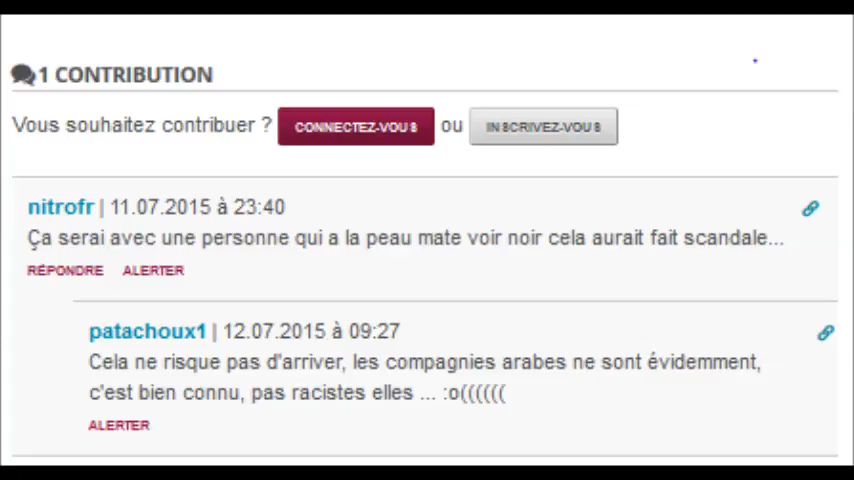 1 CONTRIBUTION
Vous souhaitez contribuer ? CONNECTEZ-VOUS ou INSCRIVEZ-VOUS
nitrofr | 11.07.2015 à 23:40
Ça serai avec une personne qui a la peau mate voir noir cela aurait fait scandale...
RÉPONDRE ALERTER
patachoux1 | 12.07.2015 à 09:27
Cela ne risque pas d'arriver, les compagnies arabes ne sont évidemment,
c'est bien connu, pas racistes elles ... :o((((((
ALERTER